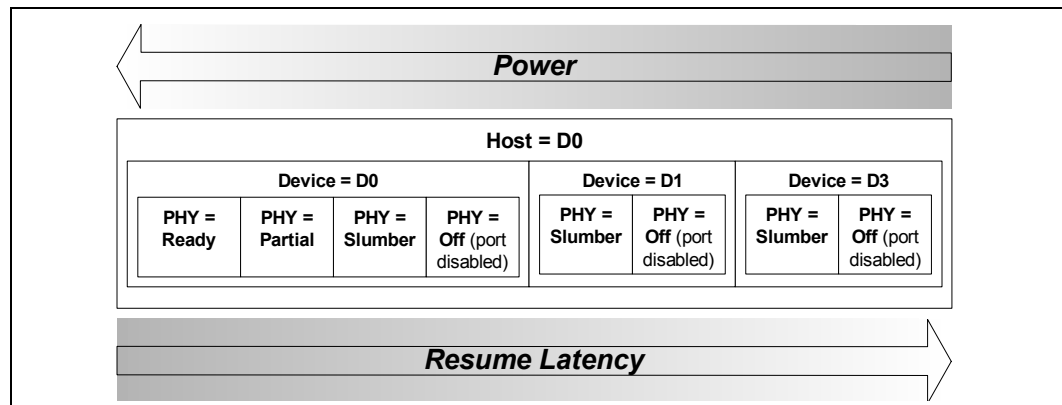 Power
Host = D0
Device = D0
Device = D1
Device = D3
PHY =
Ready
PHY =
Partial
PHY =
Slumber
PHY =
Off (port
disabled)
PHY =
Slumber
PHY =
Off (port
disabled)
PHY =
Slumber
PHY =
Off (port
disabled)
Resume Latency